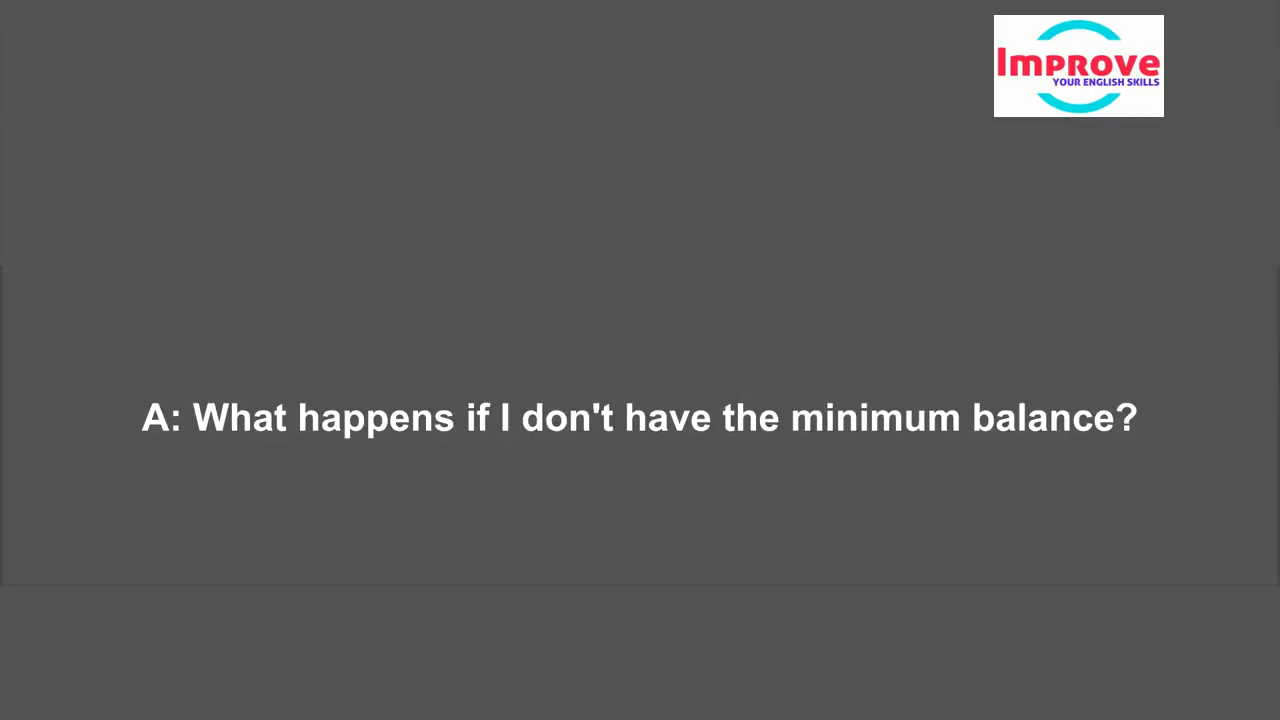 Improve
YOUR ENGLISH SKILLS
A: What happens if I don't have the minimum balance?